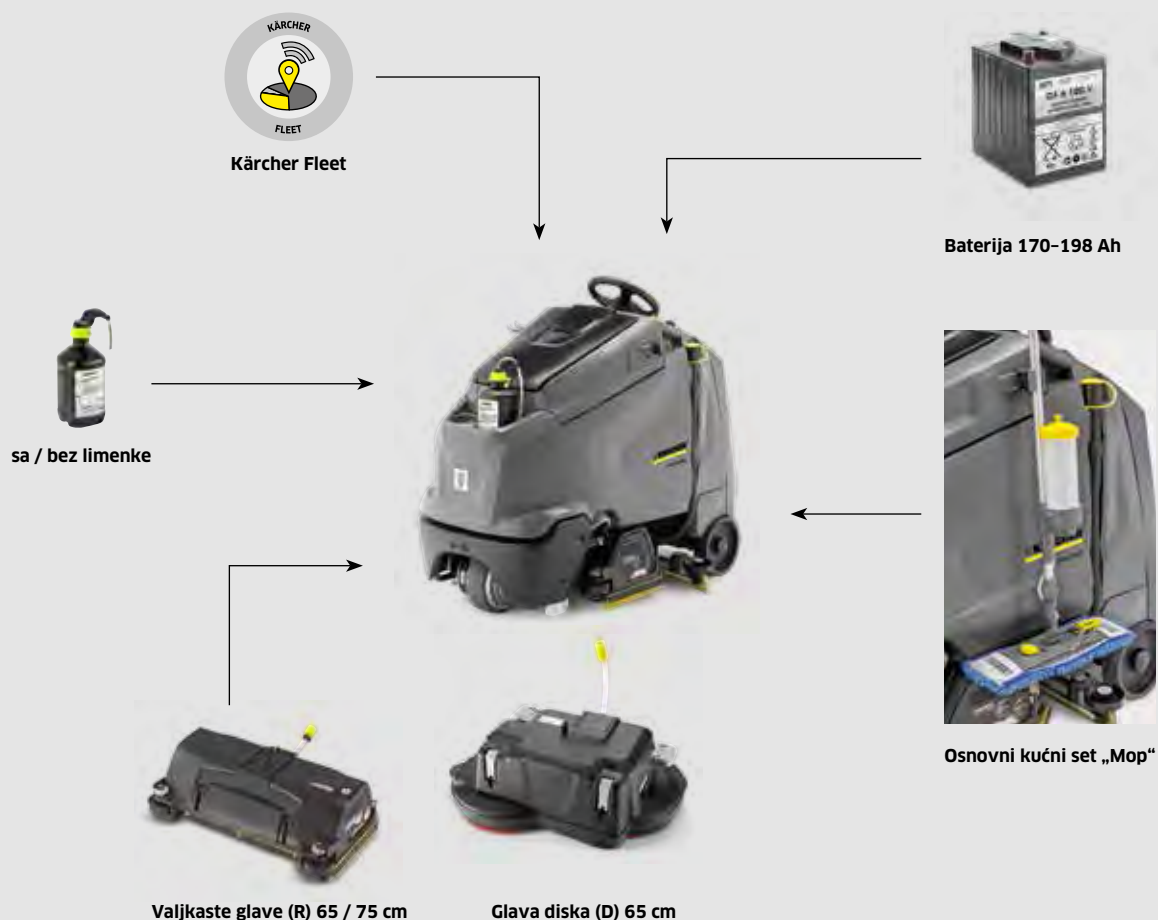 KÄRCHER
FLEET
Kärcher Fleet
Baterija 170–198 Ah
sa / bez limenke
Osnovni kućni set „Mop“
Valjkaste glave (R) 65 / 75 cm
Glava diska (D) 65 cm